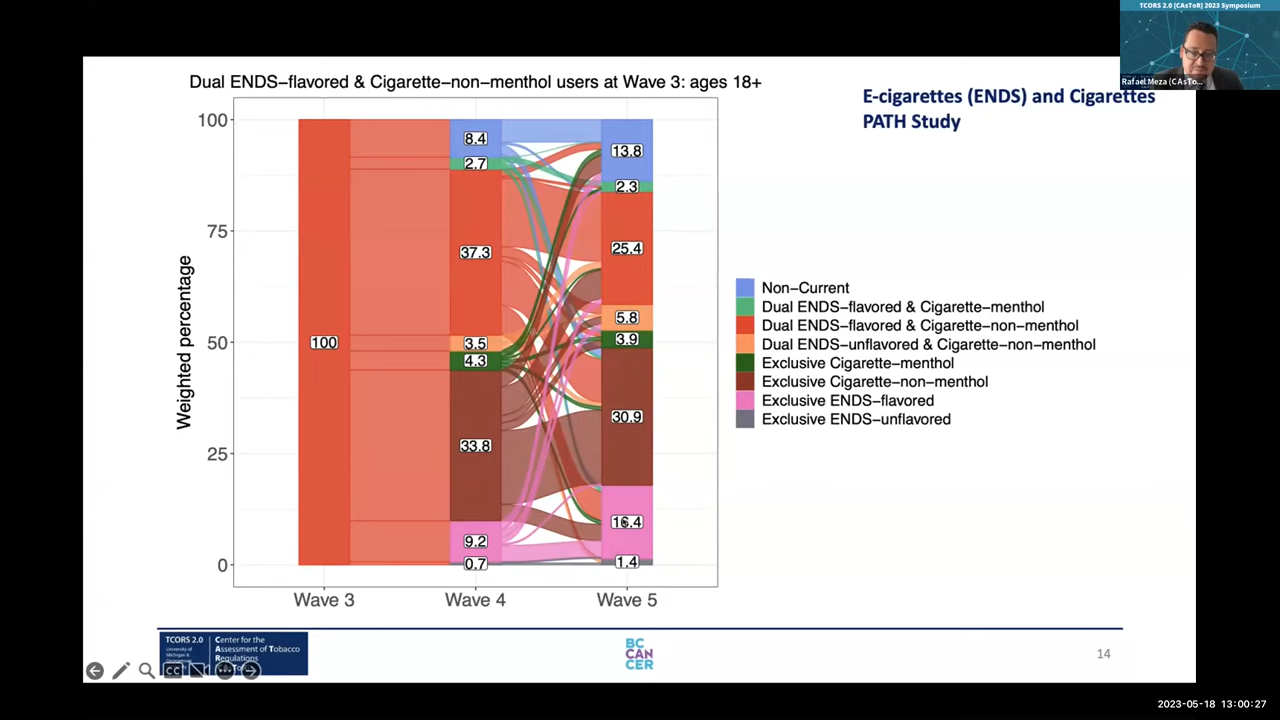 TCORS 2.0 [CAsToR] 2023 Symposium
Rafael Meza (CAsTo...
Dual ENDS−flavored & Cigarette−non−menthol users at Wave 3: ages 18+
E-cigarettes (ENDS) and Cigarettes
PATH Study
Weighted percentage
100
75
50
25
0
100
8.4
2.7
37.3
3.5
4.3
33.8
9.2
0.7
13.8
2.3
25.4
5.8
3.9
30.9
16.4
1.4
Wave 3
Wave 4
Wave 5
Non−Current
Dual ENDS−flavored & Cigarette−menthol
Dual ENDS−flavored & Cigarette−non−menthol
Dual ENDS−unflavored & Cigarette−non−menthol
Exclusive Cigarette−menthol
Exclusive Cigarette−non−menthol
Exclusive ENDS−flavored
Exclusive ENDS−unflavored
TCORS 2.0
University of
Michigan &
Center for the
Assessment of Tobacco
Regulations
CC
BC
CAN
CER
14
2023-05-18 13:00:27